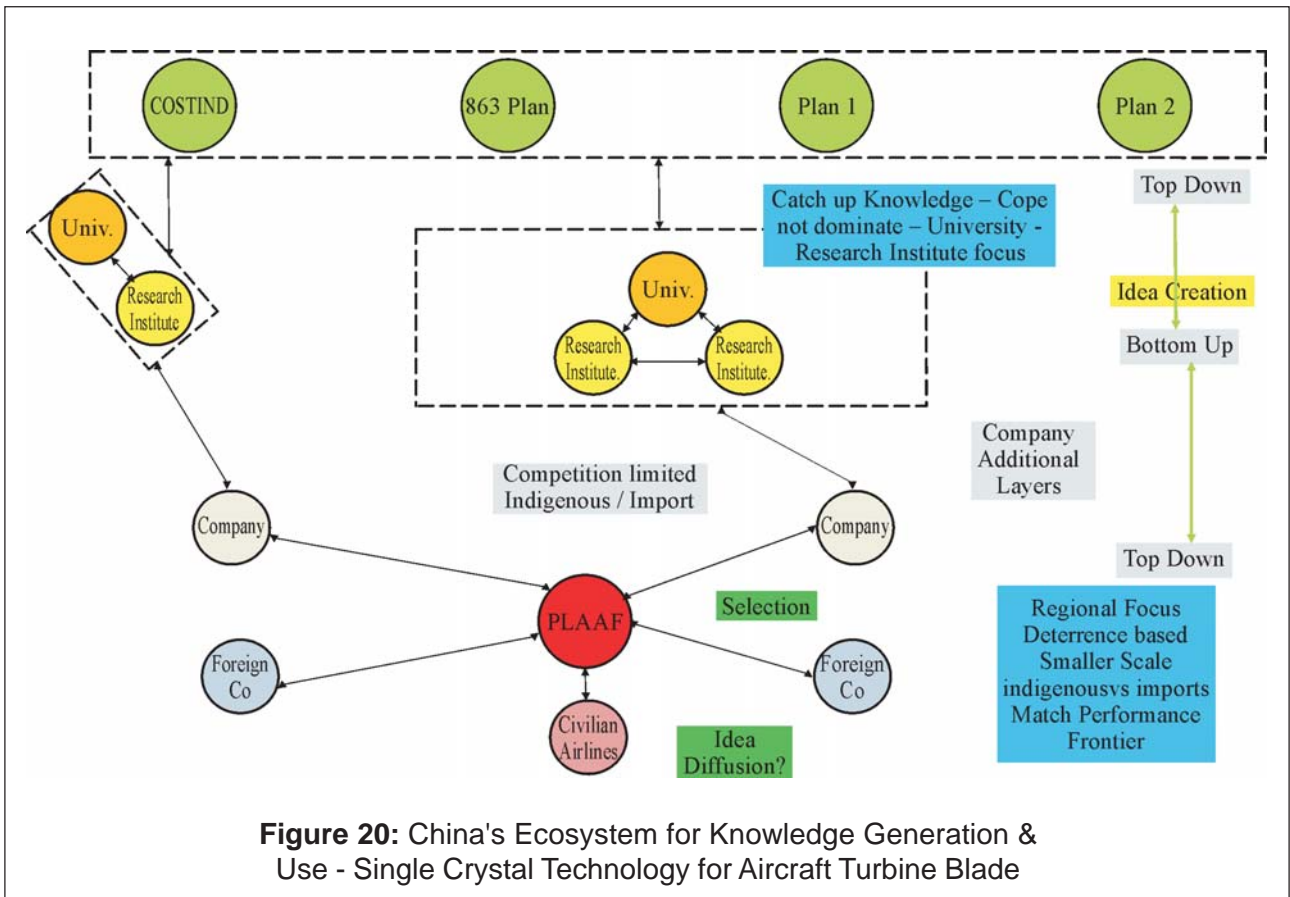 COSTIND
863 Plan
Plan 1
Plan 2
Univ.
Research
Institute
Catch up Knowledge – Cope
not dominate – University -
Research Institute focus
Univ.
Research
Institute.
Research
Institute.
Top Down
Idea Creation
Bottom Up
Company
Additional
Layers
Top Down
Competition limited
Indigenous / Import
Company
Company
PLAAF
Selection
Foreign
Co
Foreign
Co
Civilian
Airlines
Idea
Diffusion?
Regional Focus
Deterrence based
Smaller Scale
indigenousvs imports
Match Performance
Frontier
Figure 20: China's Ecosystem for Knowledge Generation &
Use - Single Crystal Technology for Aircraft Turbine Blade